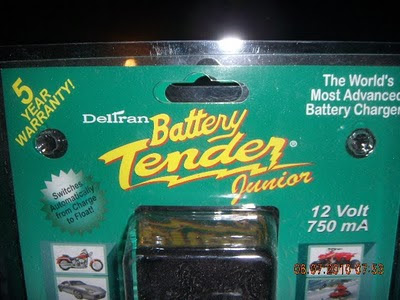 5
YEAR
WARRANTY!
DelTran
Battery
Tender®
Junior
The World's
Most Advanced
Battery Charger
Switches
Automatically
from Charge
to Float!
12 Volt
750 mA